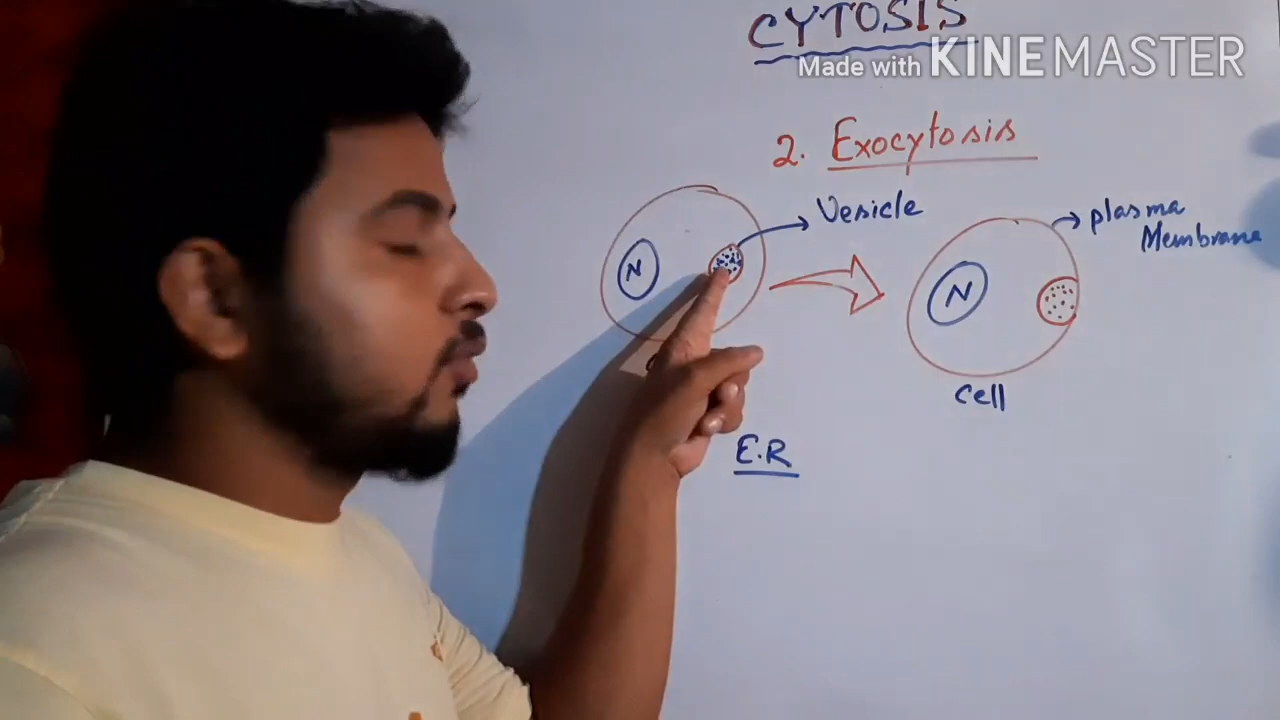 CYTOSIS
Made with KINEMASTER
2. Exocytosis
Vesicle
plasma
Membrane
N
N
cell
E.R